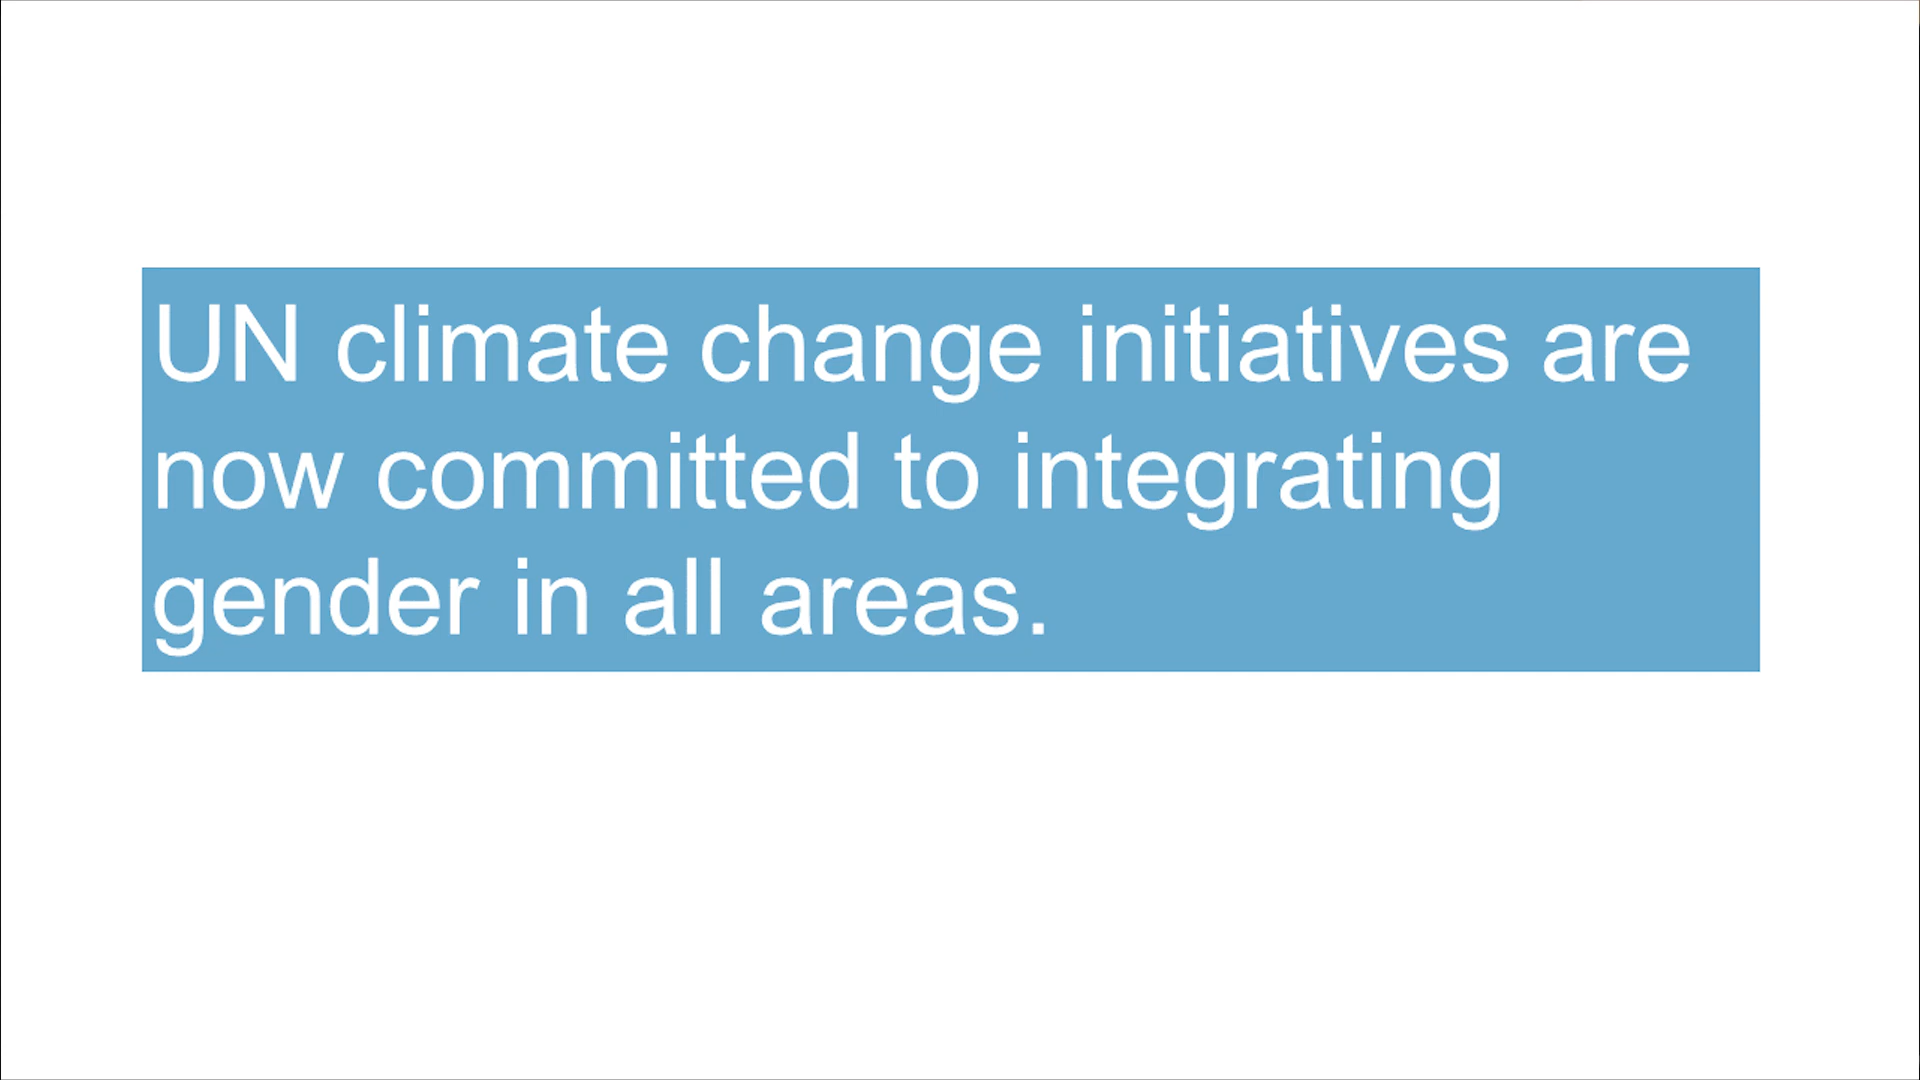 UN climate change initiatives are
now committed to integrating
gender in all areas.